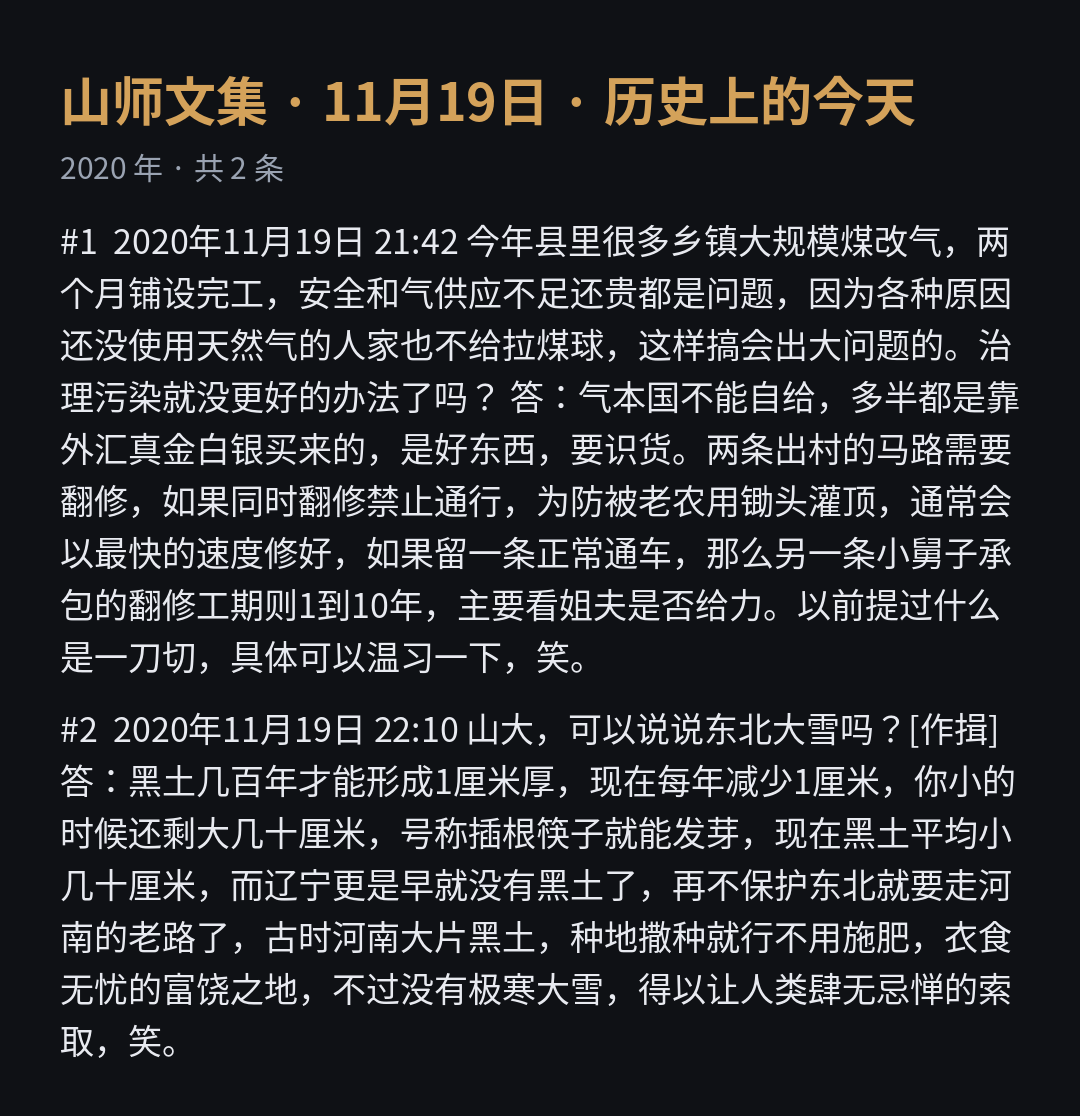 山师文集 · 11月19日 · 历史上的今天
2020 年 · 共 2 条
#1 2020年11月19日 21:42 今年县里很多乡镇大规模煤改气，两
个月铺设完工，安全和气供应不足还贵都是问题，因为各种原因
还没使用天然气的人家也不给拉煤球，这样搞会出大问题的。治
理污染就没更好的办法了吗？ 答：气本国不能自给，多半都是靠
外汇真金白银买来的，是好东西，要识货。两条出村的马路需要
翻修，如果同时翻修禁止通行，为防被老农用锄头灌顶，通常会
以最快的速度修好，如果留一条正常通车，那么另一条小舅子承
包的翻修工期则1到10年，主要看姐夫是否给力。以前提过什么
是一刀切，具体可以温习一下，笑。
#2 2020年11月19日 22:10 山大，可以说说东北大雪吗？[作揖]
答：黑土几百年才能形成1厘米厚，现在每年减少1厘米，你小的
时候还剩大几十厘米，号称插根筷子就能发芽，现在黑土平均小
几十厘米，而辽宁更是早就没有黑土了，再不保护东北就要走河
南的老路了，古时河南大片黑土，种地撒种就行不用施肥，衣食
无忧的富饶之地，不过没有极寒大雪，得以让人类肆无忌惮的索
取，笑。